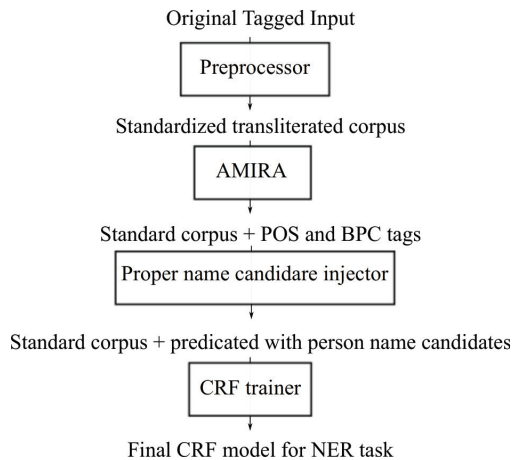 Original Tagged Input
Preprocessor
Standardized transliterated corpus
AMIRA
Standard corpus + POS and BPC tags
Proper name candidare injector
Standard corpus + predicated with person name candidates
CRF trainer
Final CRF model for NER task